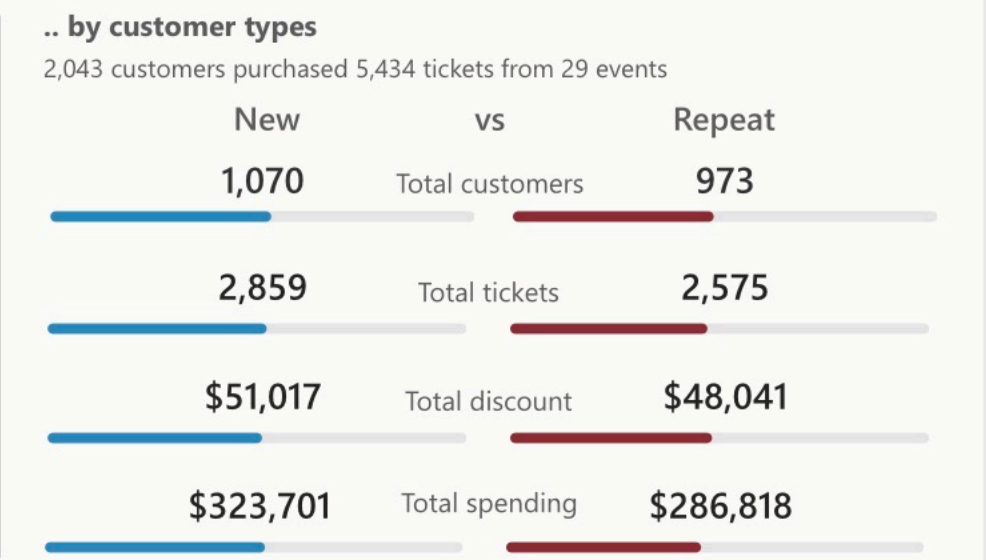 .. by customer types
2,043 customers purchased 5,434 tickets from 29 events
New vs Repeat
1,070 Total customers 973
2,859 Total tickets 2,575
$51,017 Total discount $48,041
$323,701 Total spending $286,818